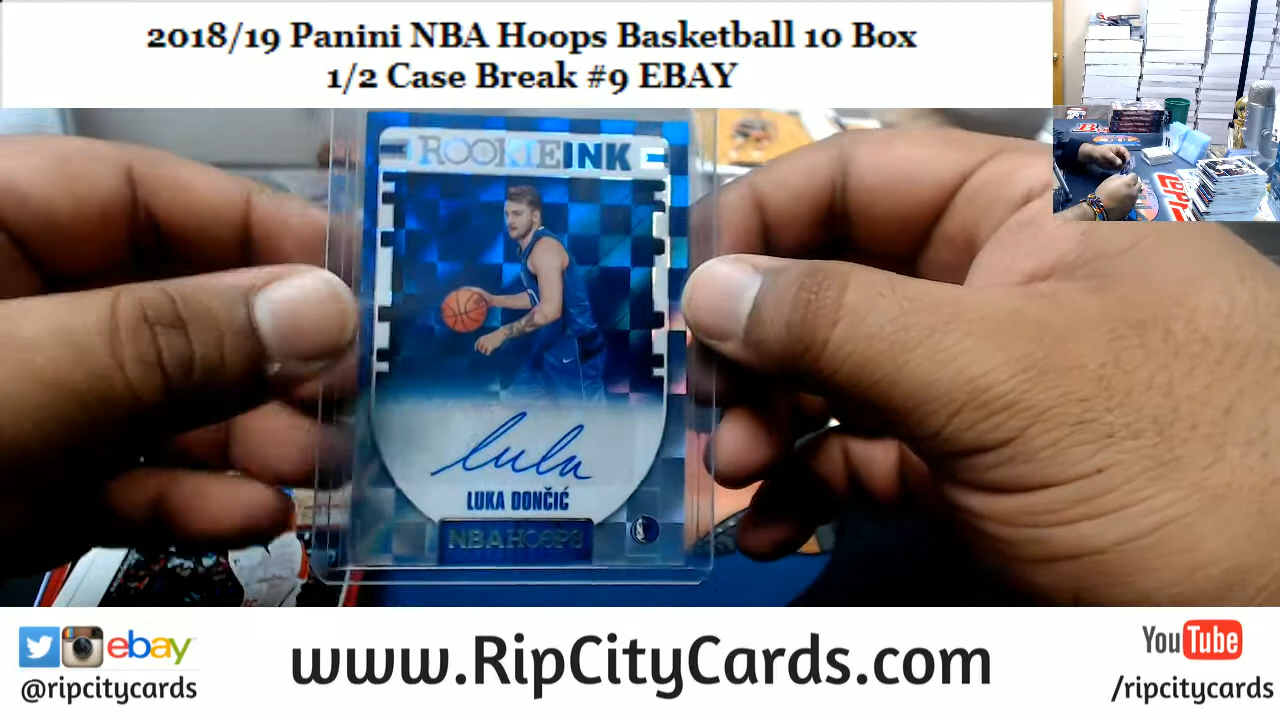 2018/19 Panini NBA Hoops Basketball 10 Box
1/2 Case Break #9 EBAY
ROOKIE INK
luka
LUKA DONČIĆ
NBA HOOPS
ebay
@ripcitycards
www.RipCityCards.com
YouTube
/ripcitycards